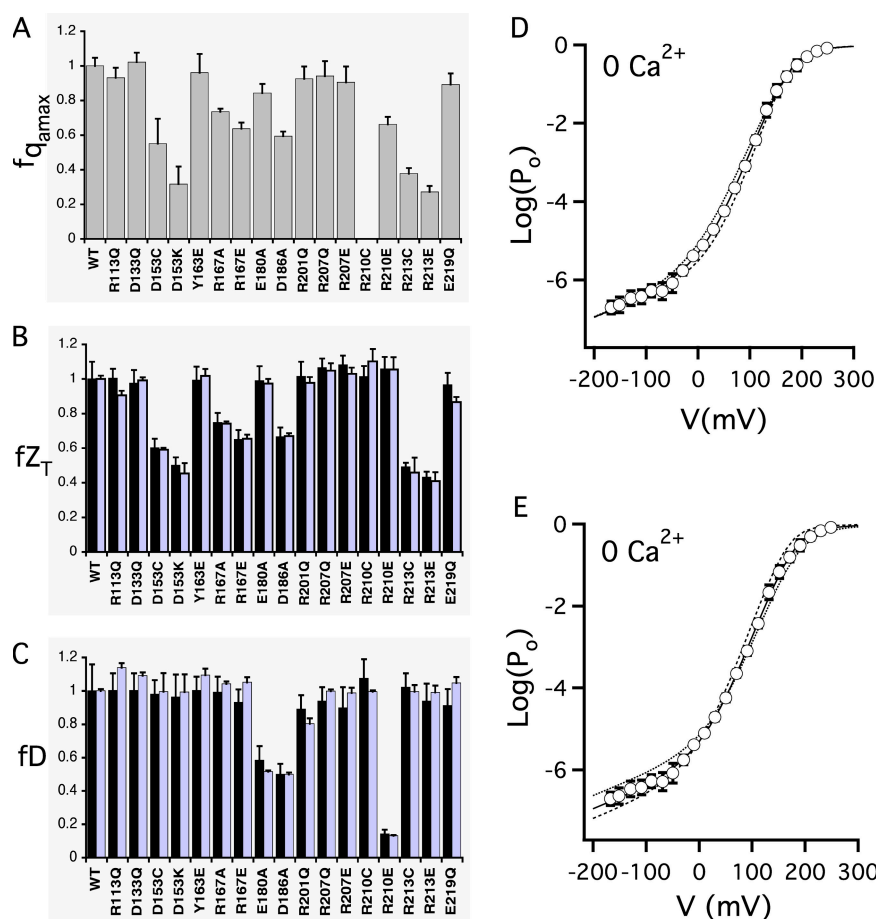 A
1.2
1
0.8
0.6
0.4
0.2
0
fqamax
WT R113Q D133Q D153C D153K Y163E R167A R167E E180A D186A R201Q R207Q R207E R210C R210E R213C R213E E219Q
B
1.2
1
0.8
0.6
0.4
0.2
0
fZT
WT R113Q D133Q D153C D153K Y163E R167A R167E E180A D186A R201Q R207Q R207E R210C R210E R213C R213E E219Q
C
1.2
1
0.8
0.6
0.4
0.2
0
fD
WT R113Q D133Q D153C D153K Y163E R167A R167E E180A D186A R201Q R207Q R207E R210C R210E R213C R213E E219Q
D
0 Ca2+
0
-2
-4
-6
Log(Po)
-200 -100 0 100 200 300
V(mV)
E
0 Ca2+
0
-2
-4
-6
Log(Po)
-200 -100 0 100 200 300
V (mV)